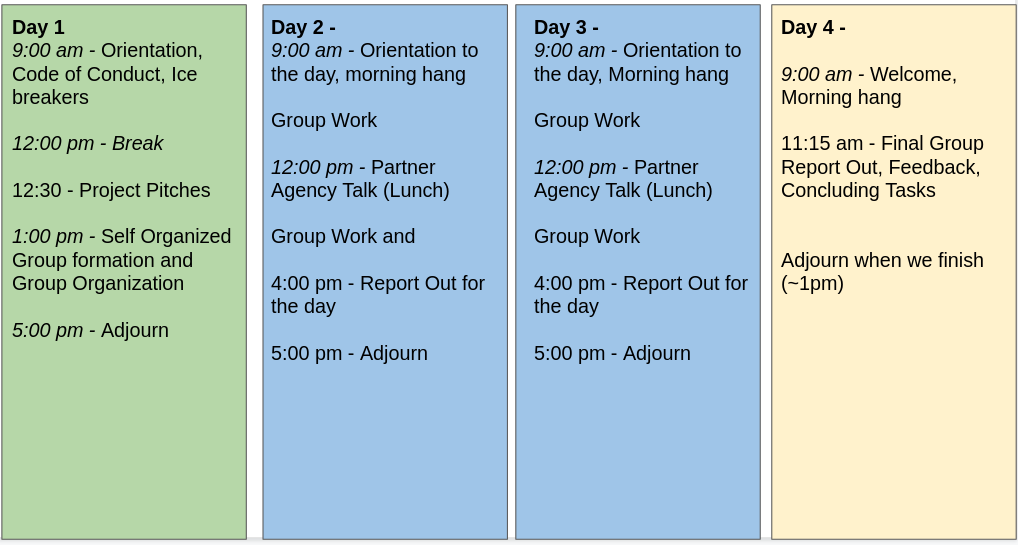 Day 1
9:00 am - Orientation,
Code of Conduct, Ice
breakers
12:00 pm - Break
12:30 - Project Pitches
1:00 pm - Self Organized
Group formation and
Group Organization
5:00 pm - Adjourn
Day 2 -
9:00 am - Orientation to
the day, morning hang
Group Work
12:00 pm - Partner
Agency Talk (Lunch)
Group Work and
4:00 pm - Report Out for
the day
5:00 pm - Adjourn
Day 3 -
9:00 am - Orientation to
the day, Morning hang
Group Work
12:00 pm - Partner
Agency Talk (Lunch)
Group Work
4:00 pm - Report Out for
the day
5:00 pm - Adjourn
Day 4 -
9:00 am - Welcome,
Morning hang
11:15 am - Final Group
Report Out, Feedback,
Concluding Tasks
Adjourn when we finish
(~1pm)